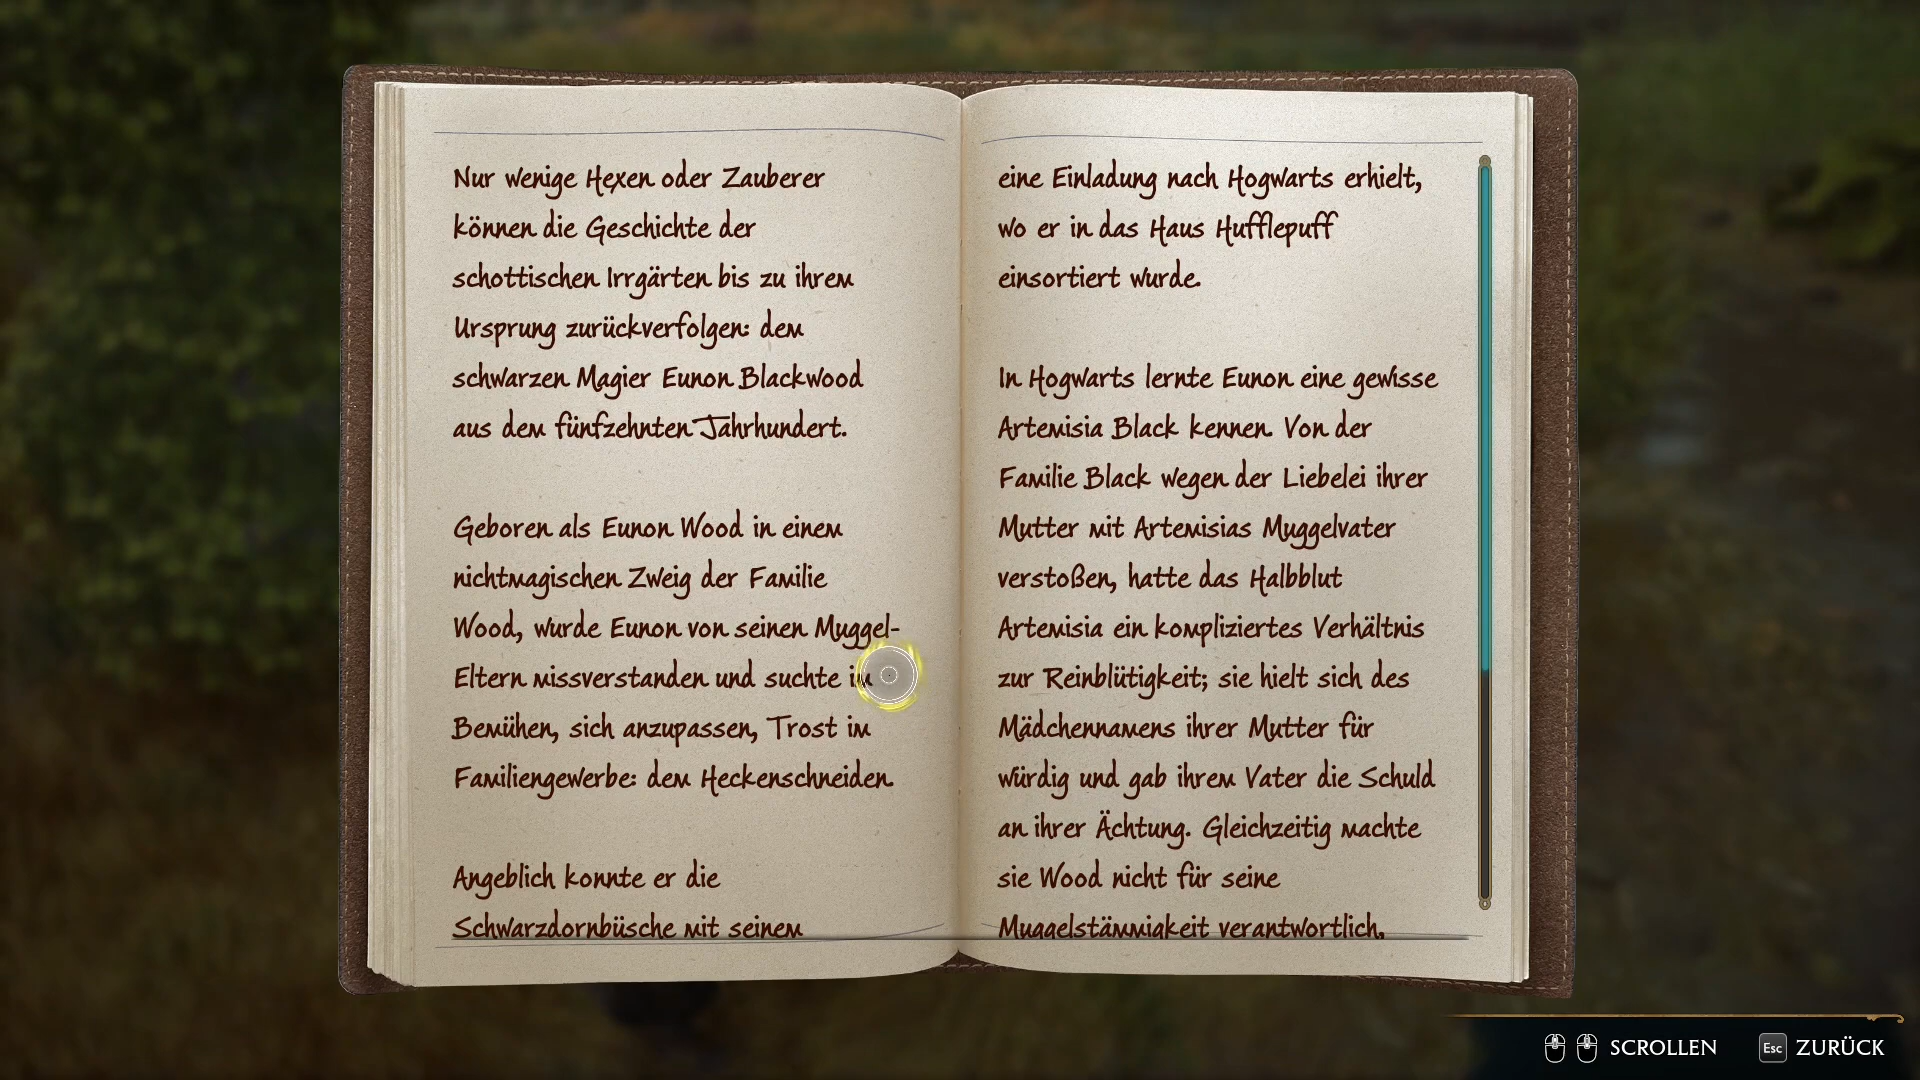 Nur wenige Hexen oder Zauberer
können die Geschichte der
schottischen Irrgärten bis zu ihrem
Ursprung zurückverfolgen: dem
schwarzen Magier Eunon Blackwood
aus dem fünfzehnten Jahrhundert.
Geboren als Eunon Wood in einem
nichtmagischen Zweig der Familie
Wood, wurde Eunon von seinen Muggel-
Eltern missverstanden und suchte im
Bemühen, sich anzupassen, Trost im
Familiengewerbe: dem Heckenschneiden.
Angeblich konnte er die
Schwarzdornbüsche mit seinem
eine Einladung nach Hogwarts erhielt,
wo er in das Haus Hufflepuff
einsortiert wurde.
In Hogwarts lernte Eunon eine gewisse
Artemisia Black kennen. Von der
Familie Black wegen der Liebelei ihrer
Mutter mit Artemisias Muggelvater
verstoßen, hatte das Halbblut
Artemisia ein kompliziertes Verhältnis
zur Reinblütigkeit; sie hielt sich des
Mädchennamens ihrer Mutter für
würdig und gab ihrem Vater die Schuld
an ihrer Ächtung. Gleichzeitig machte
sie Wood nicht für seine
Muggelstämmigkeit verantwortlich,
SCROLLEN
Esc ZURÜCK